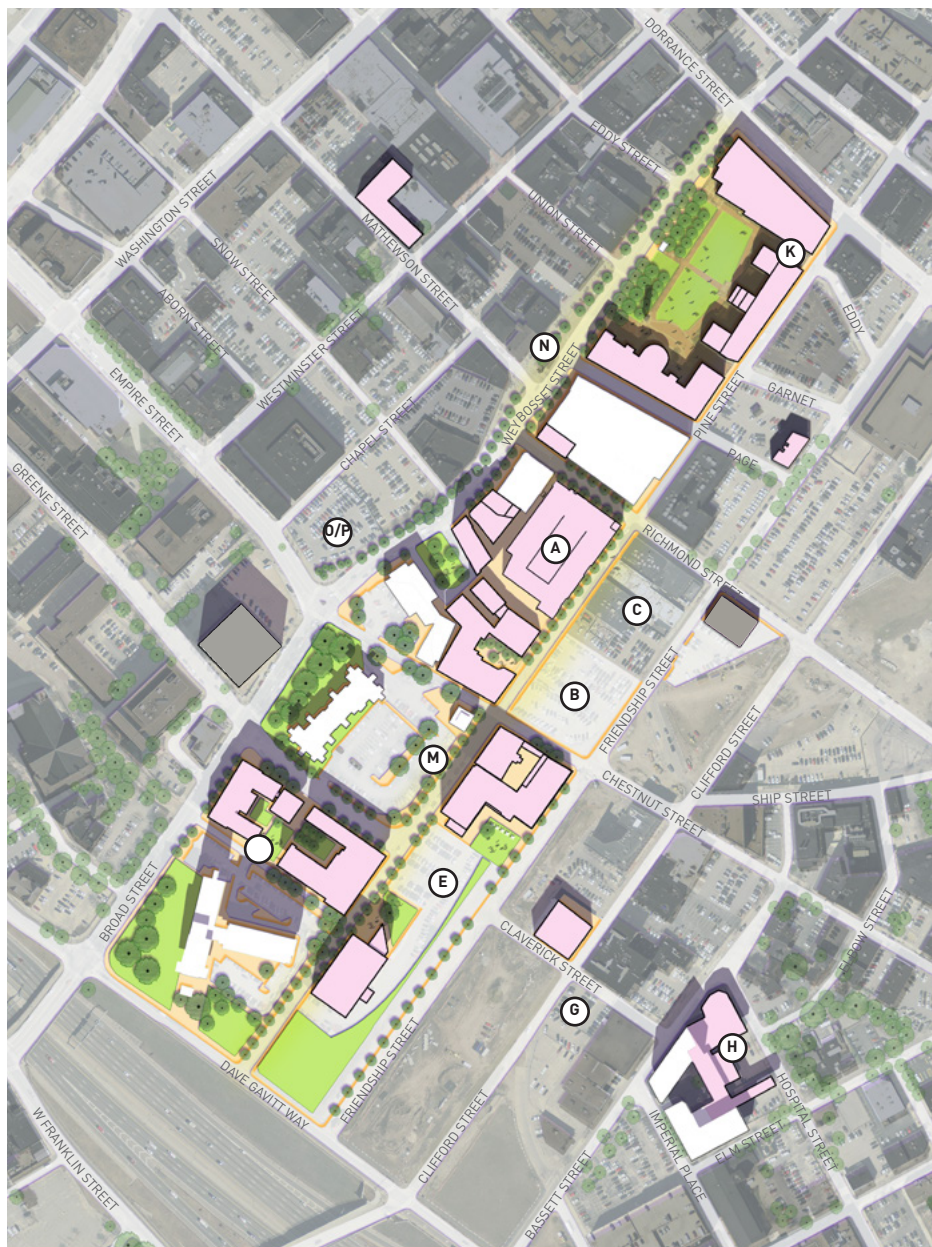 DORRANCE STREET
EDDY STREET
UNION STREET
K
WASHINGTON STREET
MATHEWSON STREET
SNOW STREET
ABORN STREET
WESTMINSTER STREET
EDDY
N
EMPIRE STREET
WEYBOSSET STREET
GARNET
PINE STREET
CHAPEL STREET
PAGE
GREENE STREET
O/P
A
RICHMOND STREET
C
B
FRIENDSHIP STREET
CLIFFORD STREET
M
CHESTNUT STREET
SHIP STREET
E
BROAD STREET
ELBOW STREET
CLAVERICK STREET
G
H
DAVE GAVITT WAY
FRIENDSHIP STREET
HOSPITAL STREET
CLIFFORD STREET
IMPERIAL PLACE
ELM STREET
W FRANKLIN STREET
BASSETT STREET